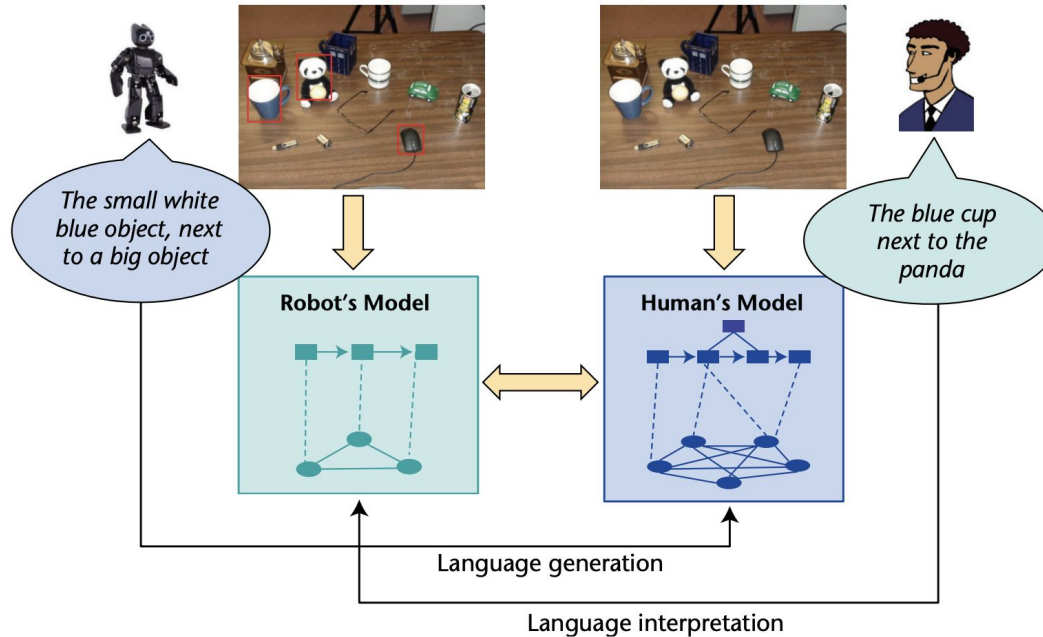 The small white
blue object, next
to a big object
The blue cup
next to the
panda
Robot's Model
Human's Model
Language generation
Language interpretation